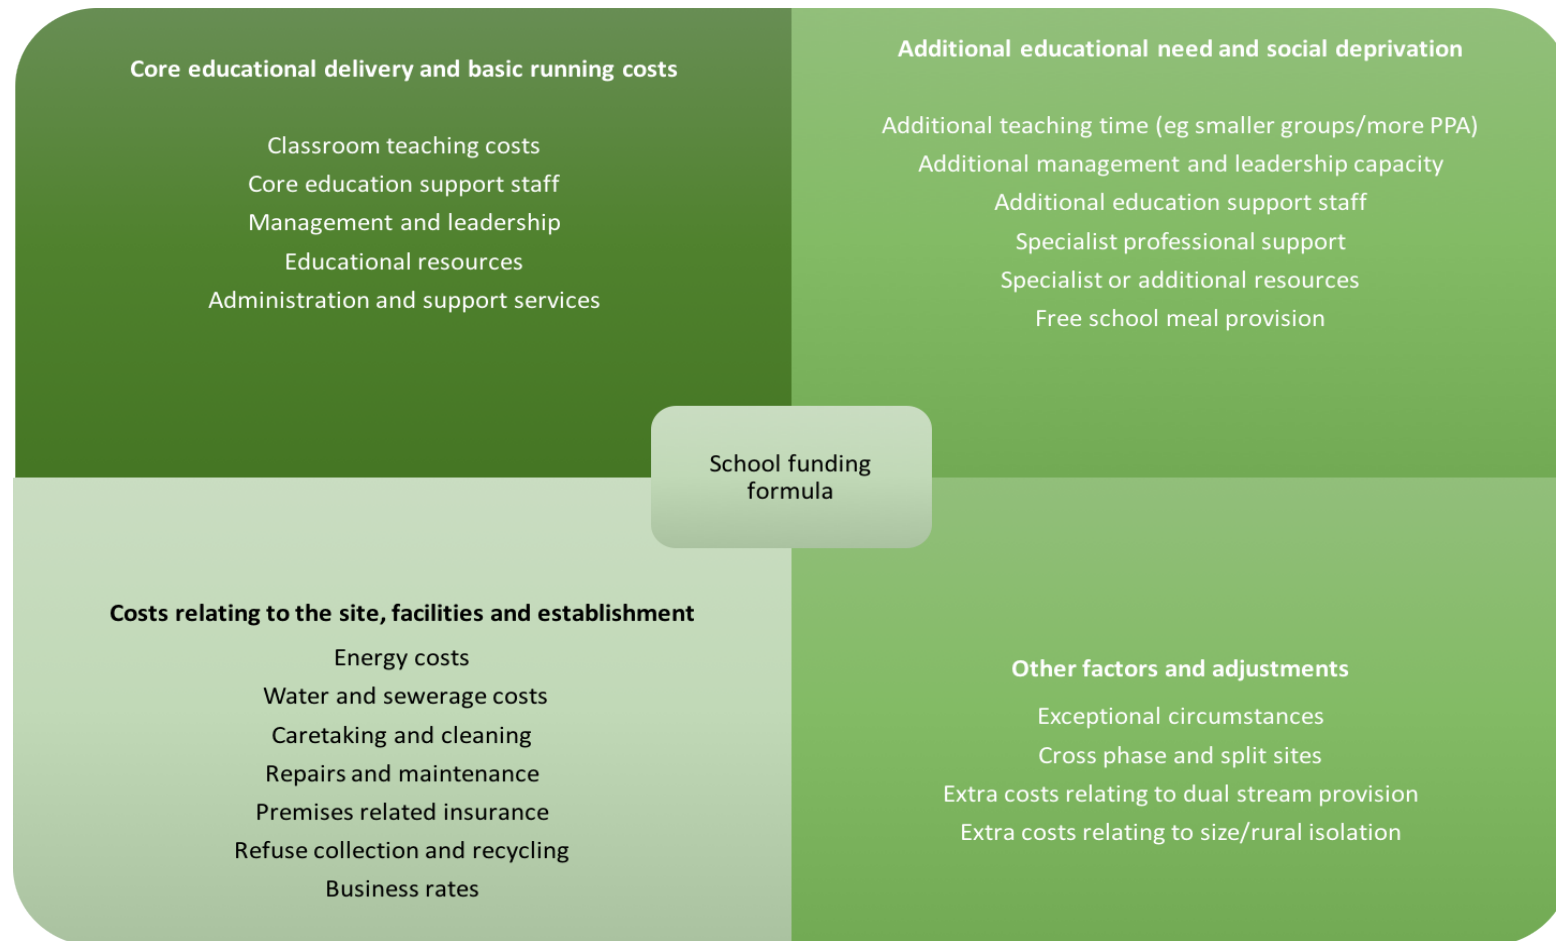 Core educational delivery and basic running costs
Classroom teaching costs
Core education support staff
Management and leadership
Educational resources
Administration and support services
Additional educational need and social deprivation
Additional teaching time (eg smaller groups/more PPA)
Additional management and leadership capacity
Additional education support staff
Specialist professional support
Specialist or additional resources
Free school meal provision
School funding
formula
Costs relating to the site, facilities and establishment
Energy costs
Water and sewerage costs
Caretaking and cleaning
Repairs and maintenance
Premises related insurance
Refuse collection and recycling
Business rates
Other factors and adjustments
Exceptional circumstances
Cross phase and split sites
Extra costs relating to dual stream provision
Extra costs relating to size/rural isolation